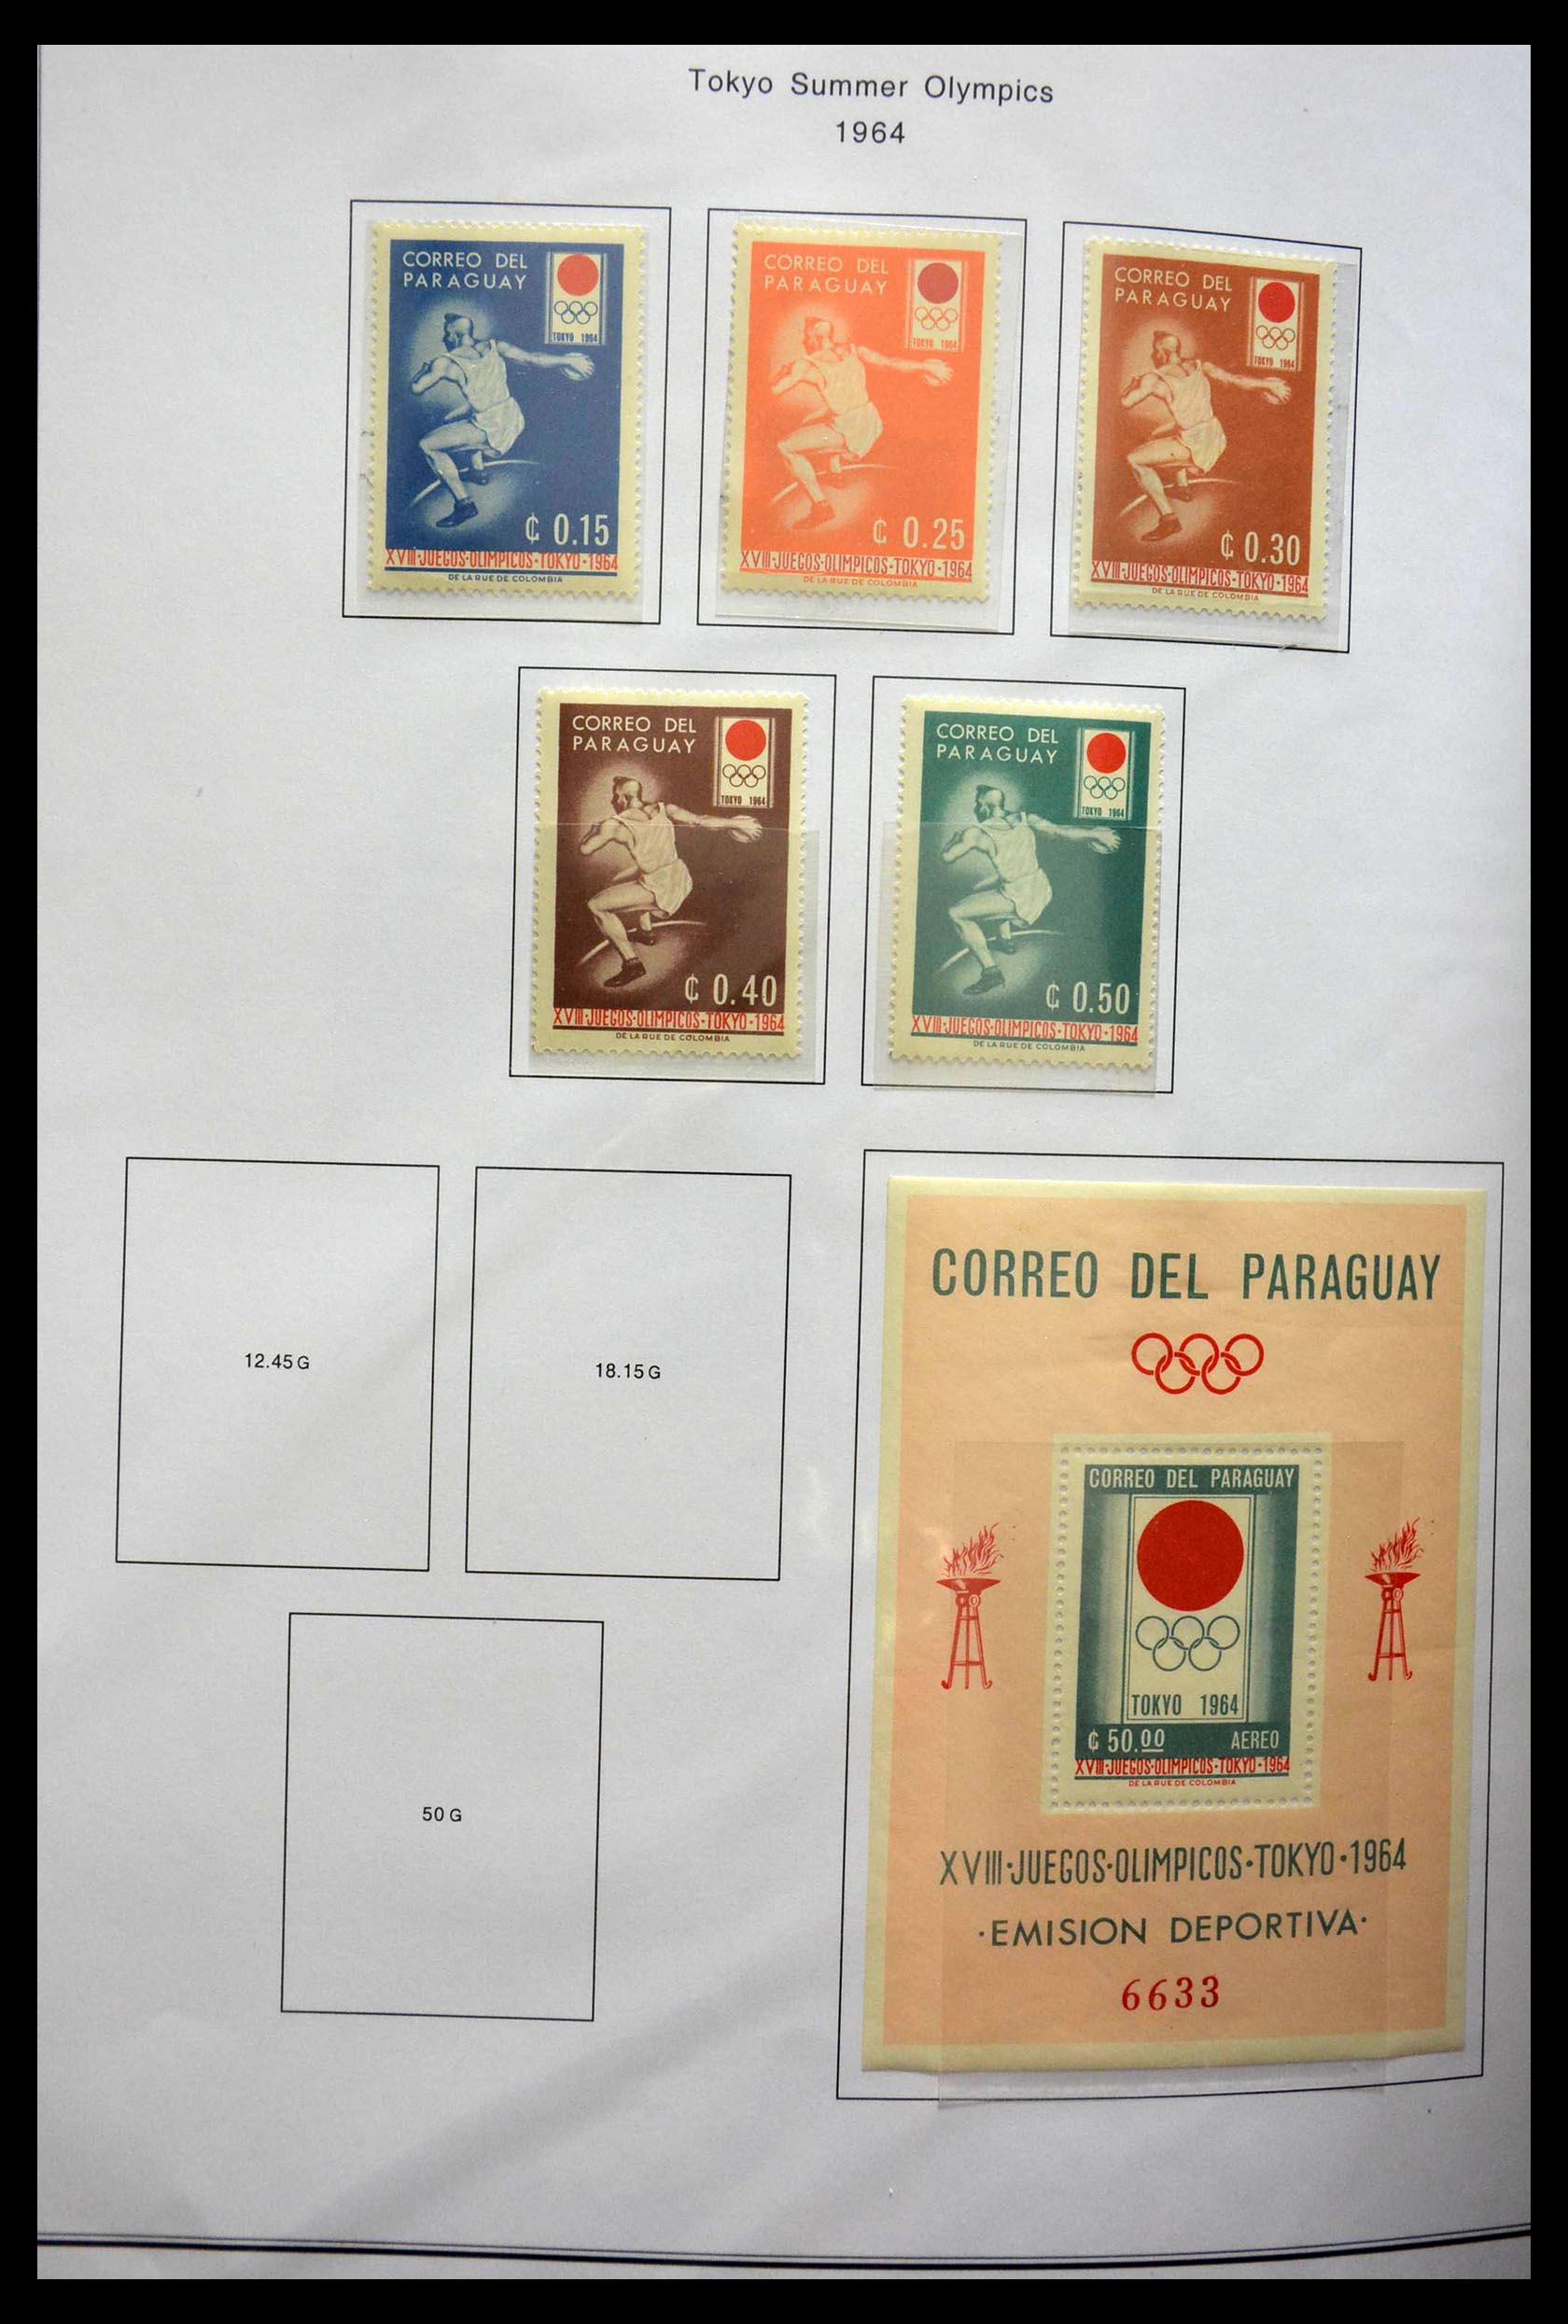 Tokyo Summer Olympics
1964
CORREO DEL
PARAGUAY
TOKYO 1964
₲ 0.15
XVIII·JUEGOS·OLIMPICOS·TOKYO·1964
DE LA RUE DE COLOMBIA
CORREO DEL
PARAGUAY
TOKYO 1964
₲ 0.25
XVIII·JUEGOS·OLIMPICOS·TOKYO·1964
DE LA RUE DE COLOMBIA
CORREO DEL
PARAGUAY
TOKYO 1964
₲ 0.30
XVIII·JUEGOS·OLIMPICOS·TOKYO·1964
DE LA RUE DE COLOMBIA
CORREO DEL
PARAGUAY
TOKYO 1964
₲ 0.40
XVIII·JUEGOS·OLIMPICOS·TOKYO·1964
DE LA RUE DE COLOMBIA
CORREO DEL
PARAGUAY
TOKYO 1964
₲ 0.50
XVIII·JUEGOS·OLIMPICOS·TOKYO·1964
DE LA RUE DE COLOMBIA
12.45 G
18.15 G
50 G
CORREO DEL PARAGUAY
CORREO DEL PARAGUAY
TOKYO 1964
₲ 50.00 AEREO
XVIII·JUEGOS·OLIMPICOS·TOKYO·1964
DE LA RUE DE COLOMBIA
XVIII·JUEGOS·OLIMPICOS·TOKYO·1964
·EMISION DEPORTIVA·
6633